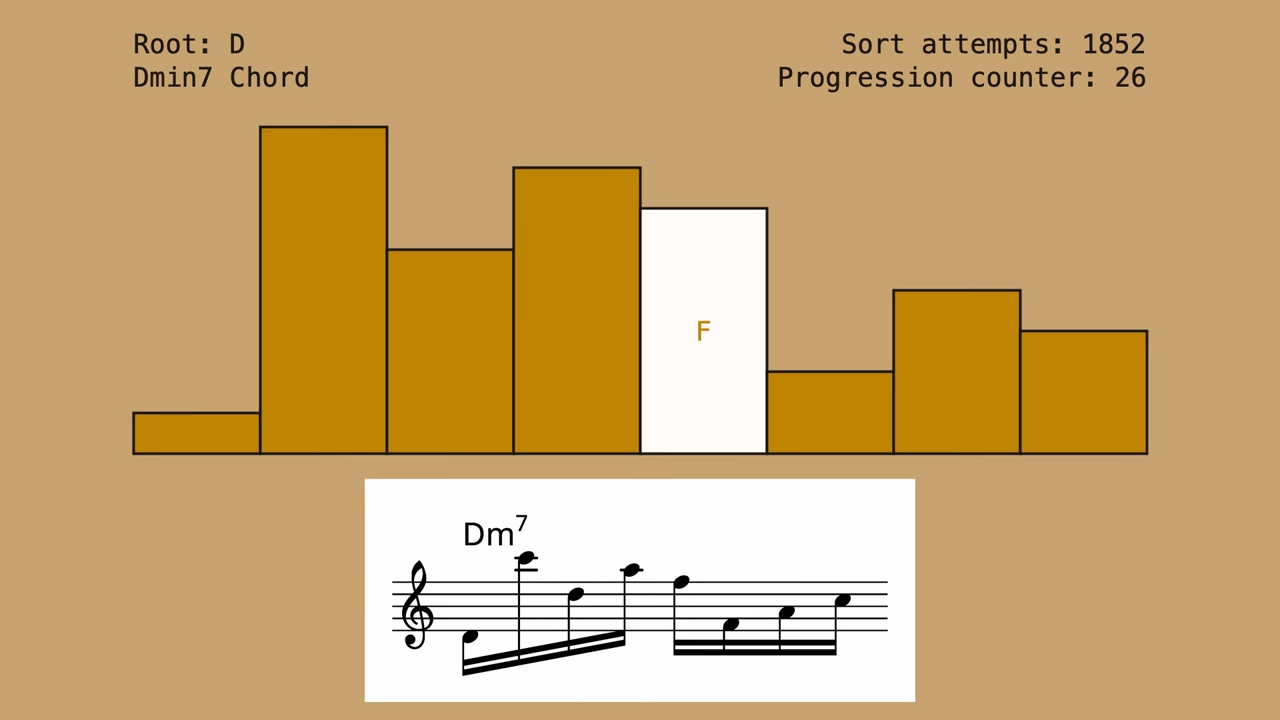 Root: D
Dmin7 Chord
Sort attempts: 1852
Progression counter: 26
F
Dm7